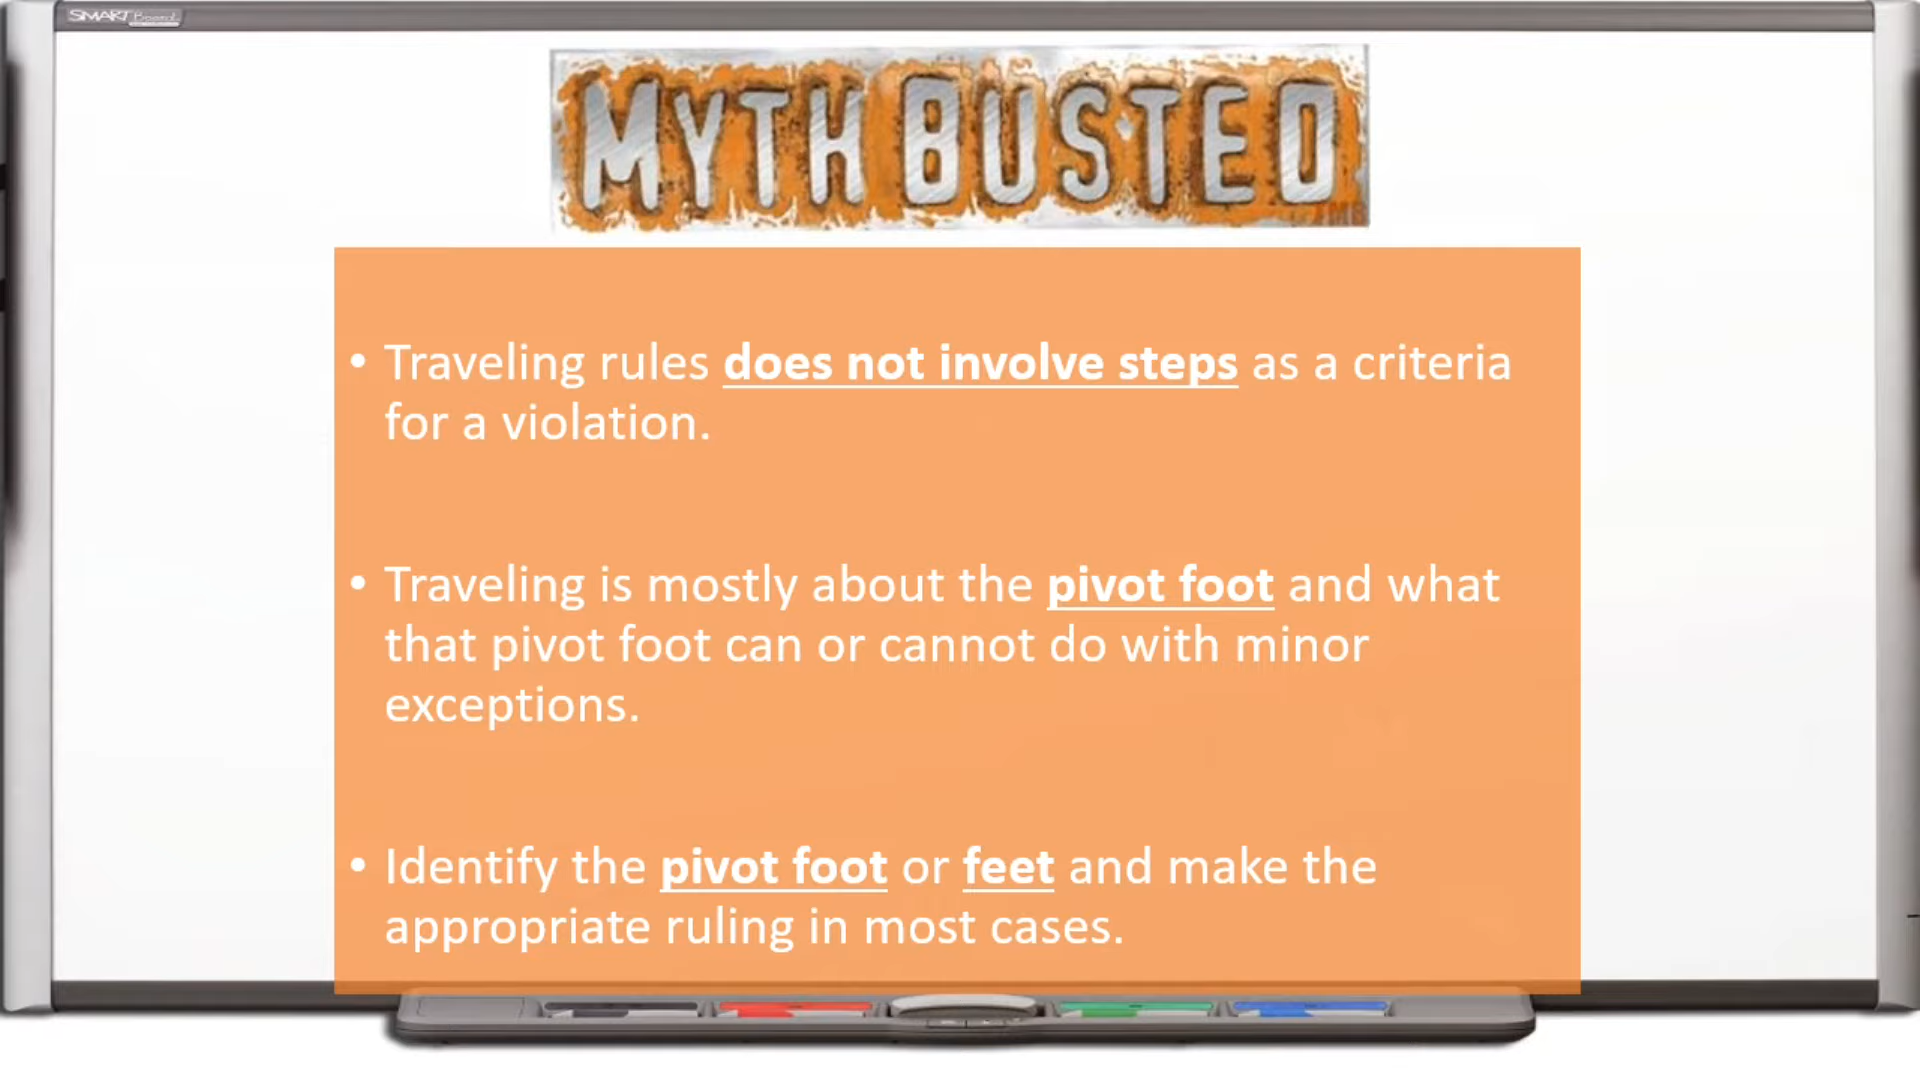 SMART Board
MYTHBUSTED
• Traveling rules does not involve steps as a criteria
for a violation.
• Traveling is mostly about the pivot foot and what
that pivot foot can or cannot do with minor
exceptions.
• Identify the pivot foot or feet and make the
appropriate ruling in most cases.